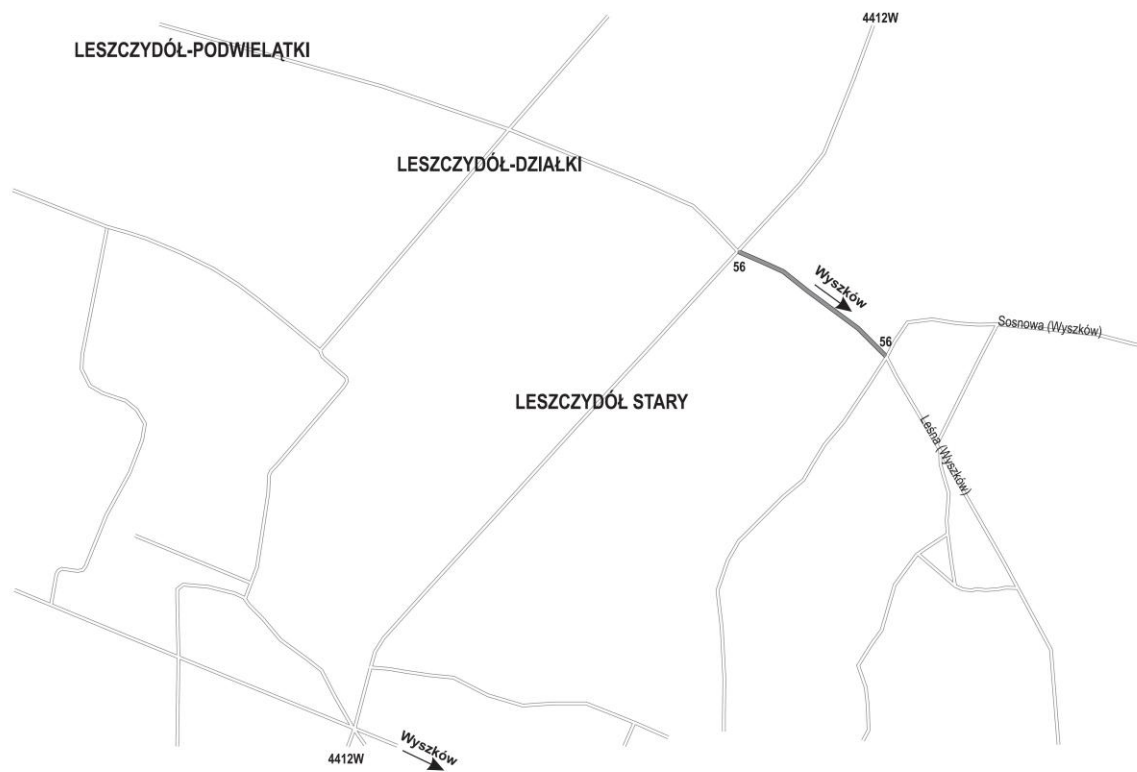 4412W
LESZCZYDÓŁ-PODWIELĄTKI
LESZCZYDÓŁ-DZIAŁKI
56
Wyszków
Sosnowa (Wyszków)
56
LESZCZYDÓŁ STARY
Leśna (Wyszków)
Wyszków
4412W